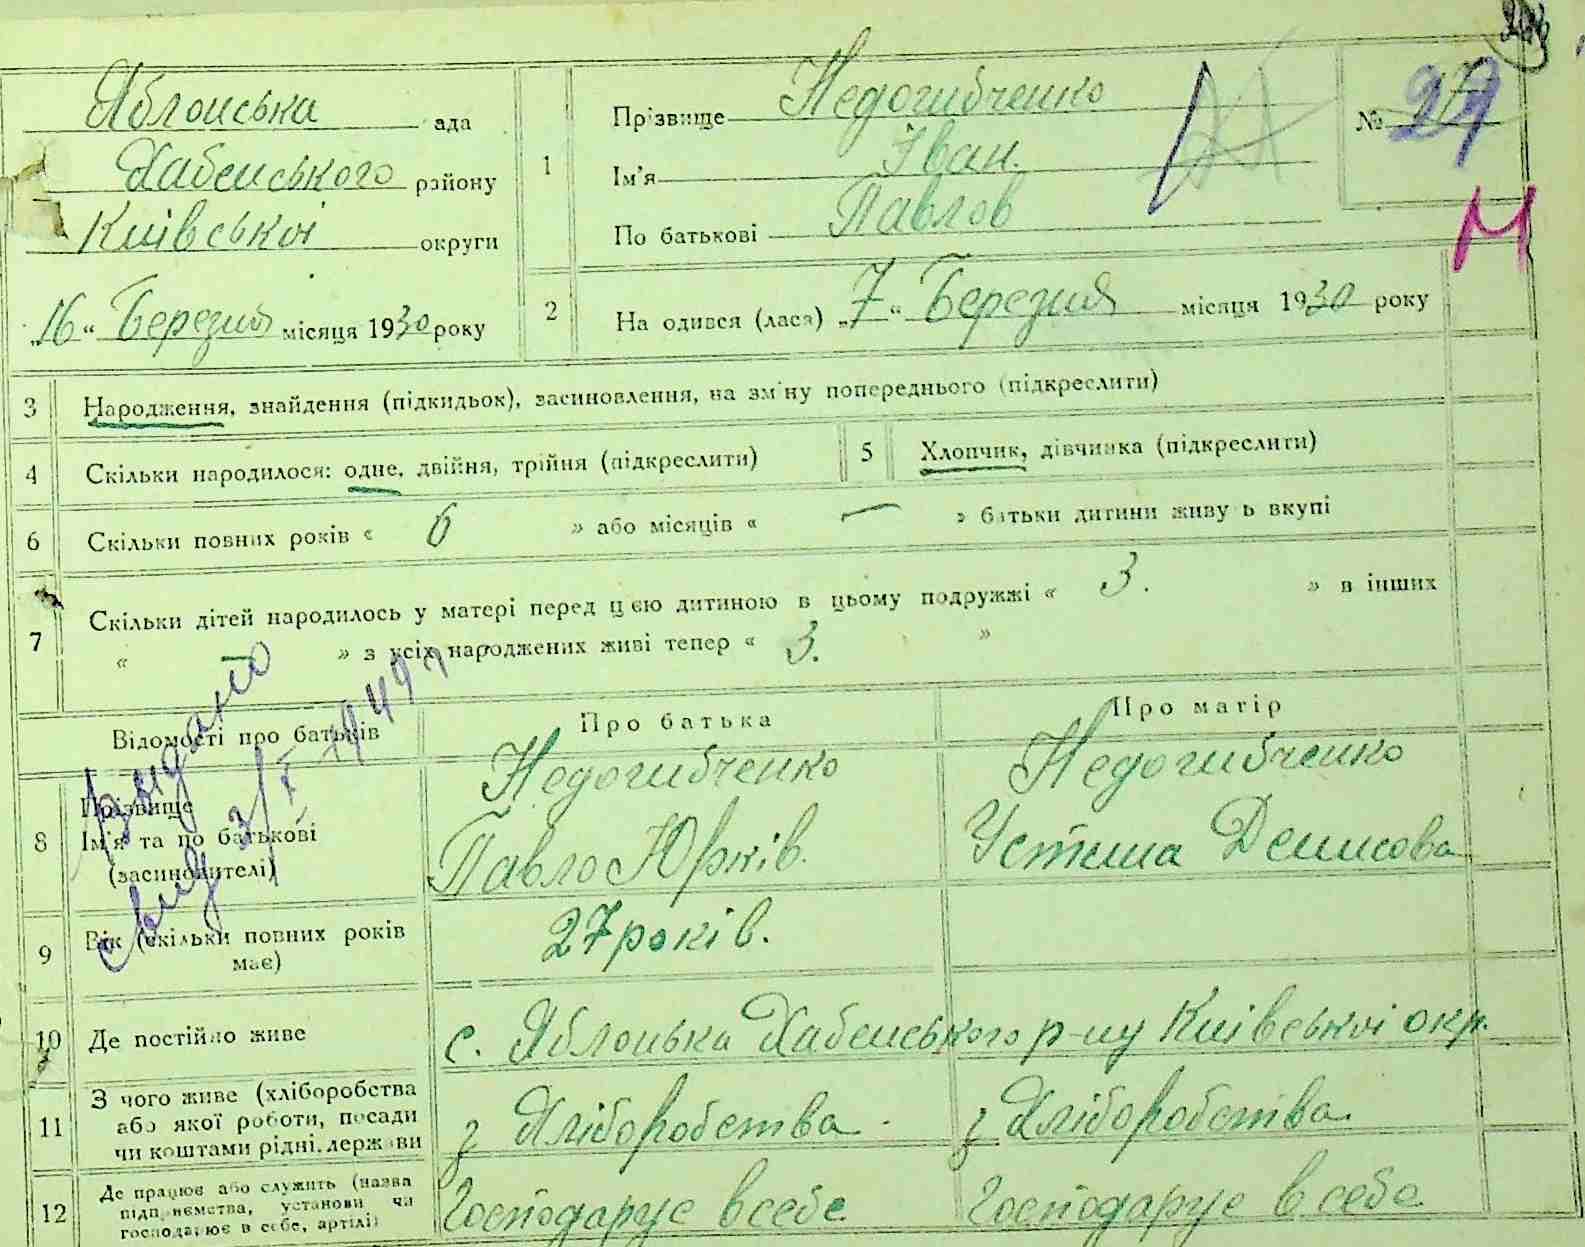 Яблонська ада
Хабенського району
Київської округи
„16“ Березня місяця 1930 року
1
Прізвище Недогибченко
Ім'я Іван
По батькові Павлов
№ 27
М
2 На одився (лася) „7“ Березня місяця 1930 року
3 Народження, знайдення (підкидьок), засиновлення, на зміну попереднього (підкреслити)
4 Скільки народилося: одне, двійня, трійня (підкреслити) 5 Хлопчик, дівчинка (підкреслити)
6 Скільки повних років « 6 » або місяців « — » батьки дитини живу ь вкупі
7 Скільки дітей народилось у матері перед цією дитиною в цьому подружжі « 3. » в інших
« » з усіх народжених живі тепер « 3. »
Відомості про батьків Про батька Про матір
8 Прізвище
Ім'я та по батькові
(засиновителі)
Недогибченко
Павло Юрків.
Недогибченко
Устина Денисова
Выдано
9 Вік (скільки повних років
має)
27 років.
10 Де постійно живе с. Яблонька Хабенського р-ну Київської окр.
11 З чого живе (хліборобства
або якої роботи, посади
чи коштами рідні, держави
з Хліборобства. з Хліборобства.
12 Де працює або служить (назва
підприємства, установи чи
господарює в себе, артілі)
Господарує в себе Господарує в себе